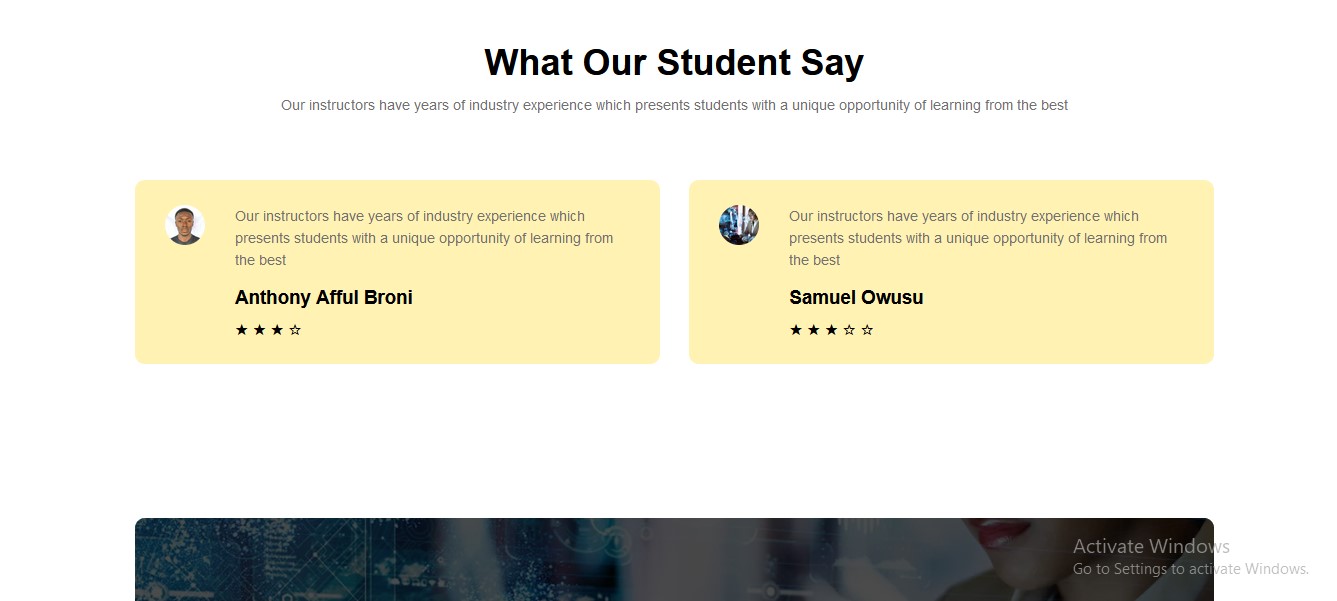 What Our Student Say
Our instructors have years of industry experience which presents students with a unique opportunity of learning from the best
Our instructors have years of industry experience which
presents students with a unique opportunity of learning from
the best
Anthony Afful Broni
★ ★ ★ ☆
Our instructors have years of industry experience which
presents students with a unique opportunity of learning from
the best
Samuel Owusu
★ ★ ★ ☆ ☆
Activate Windows
Go to Settings to activate Windows.